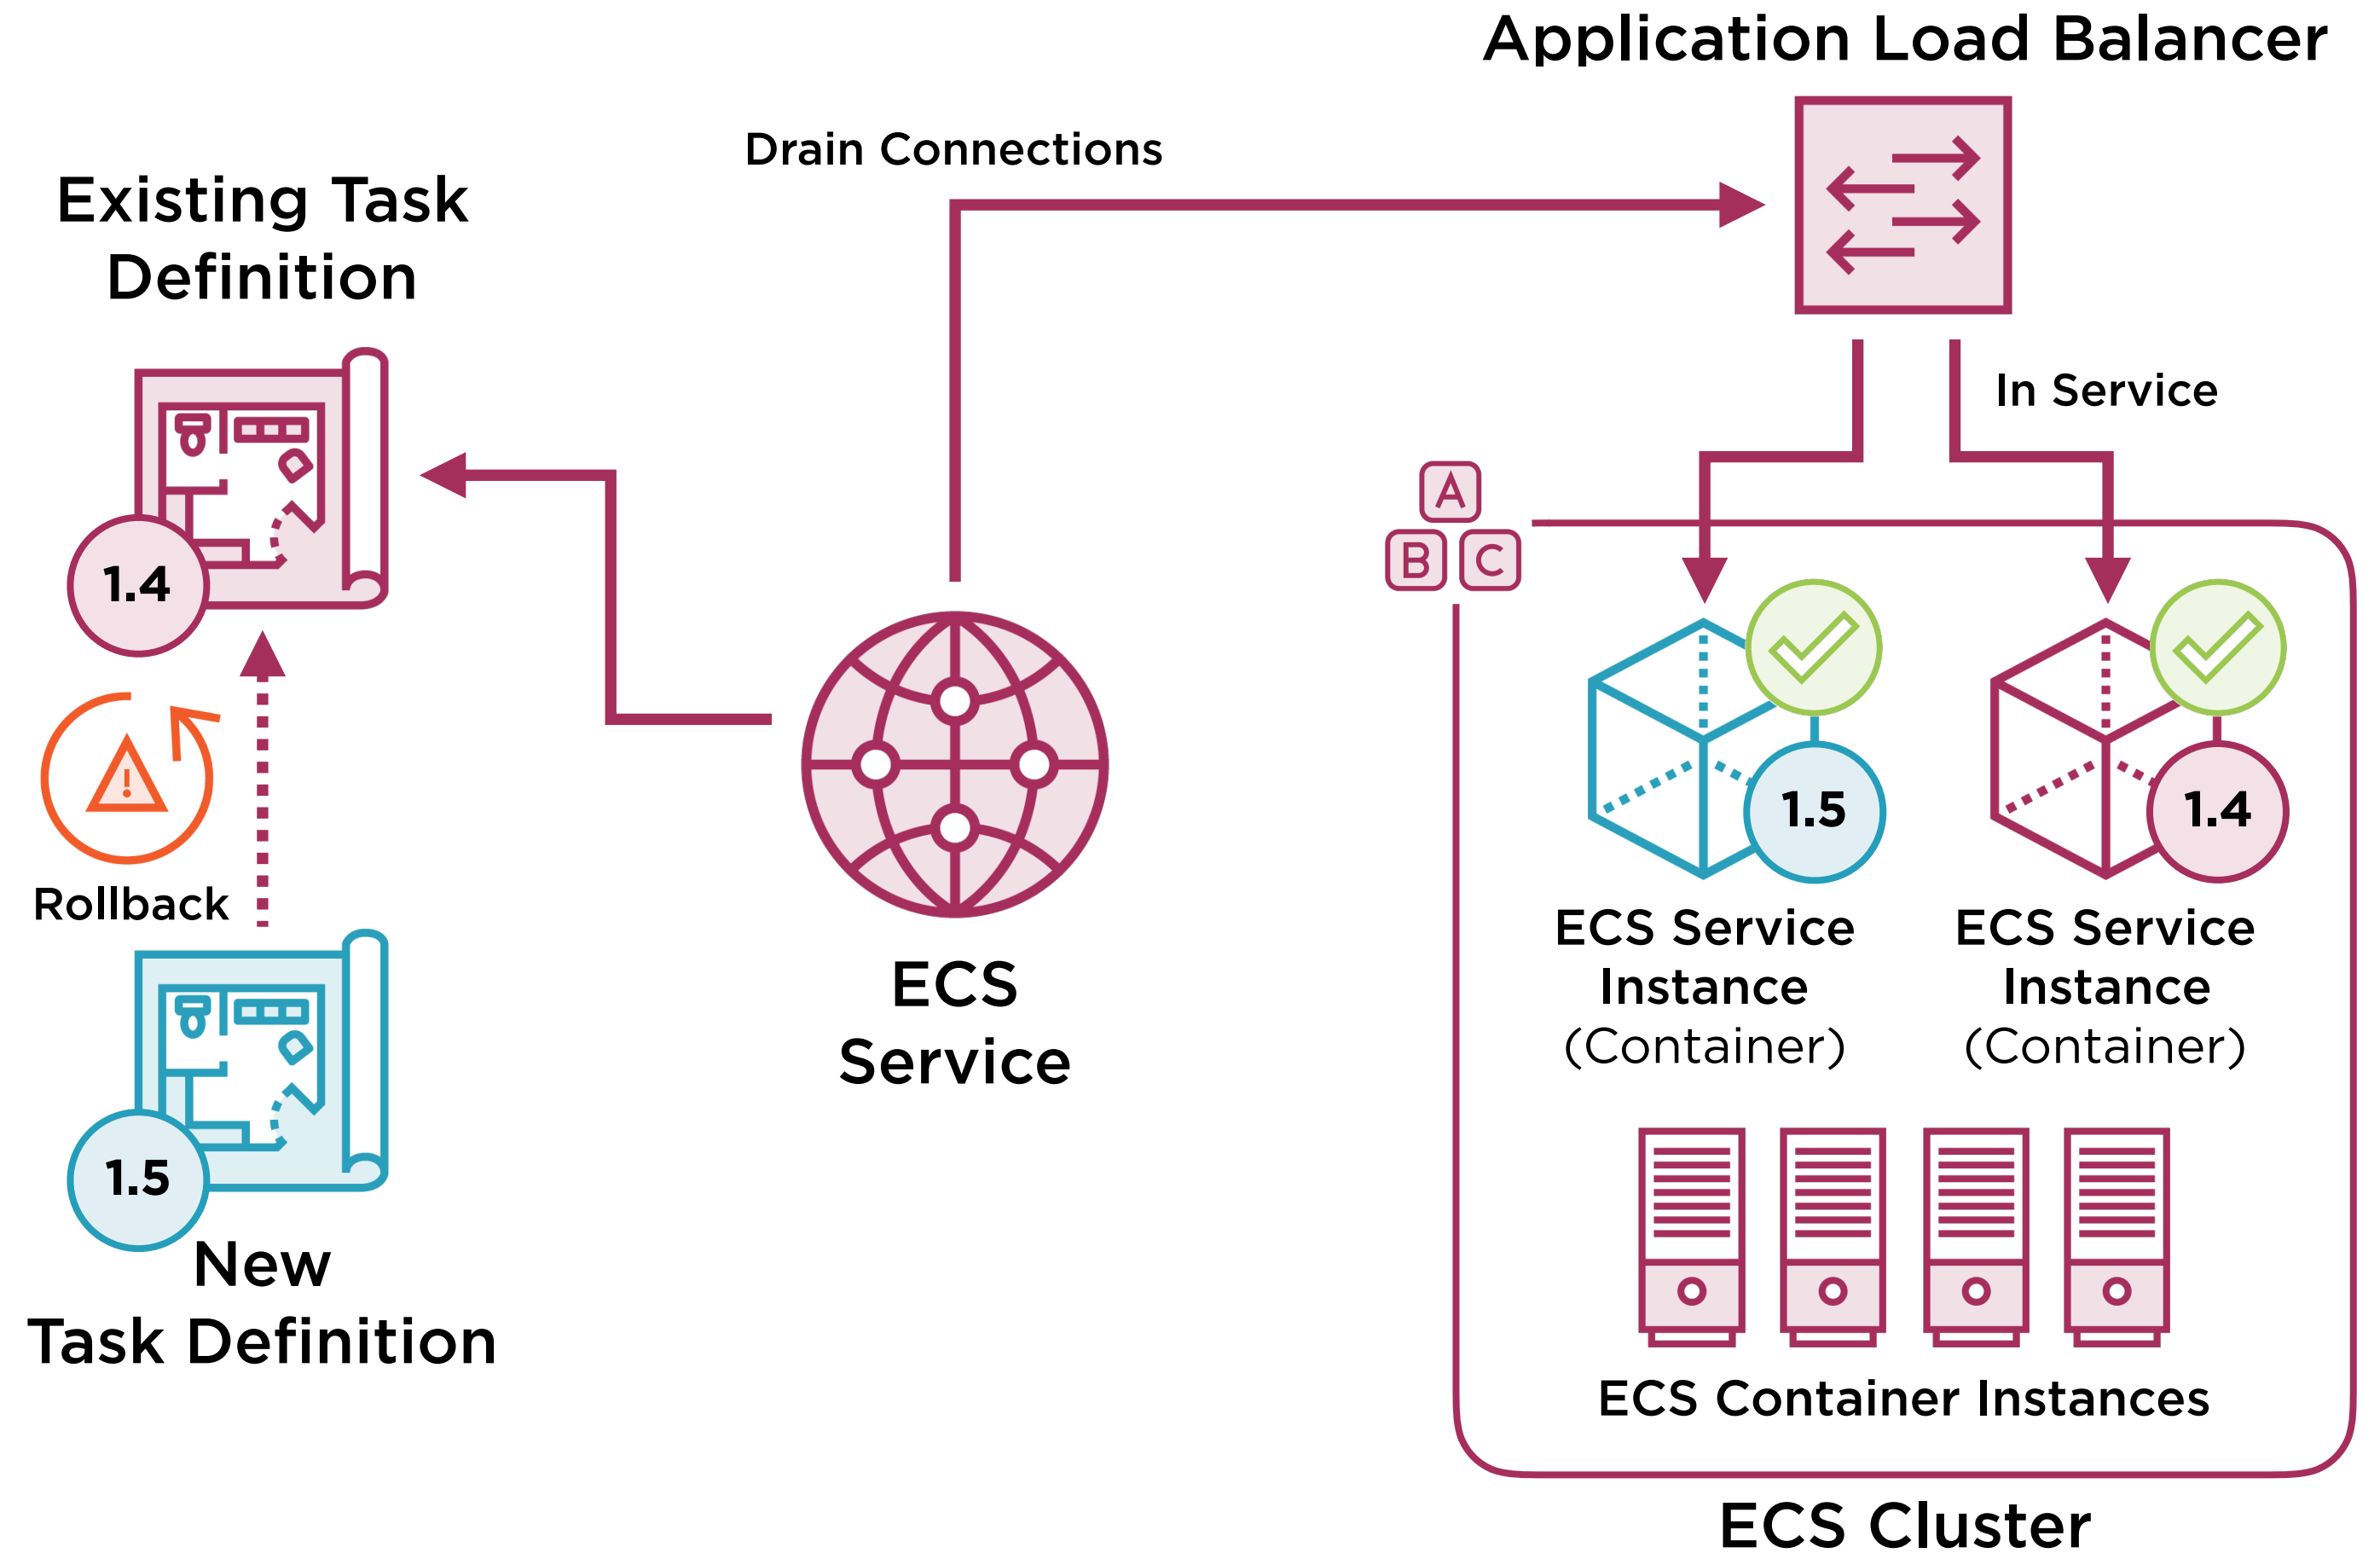 Application Load Balancer
Drain Connections
Existing Task
Definition
In Service
A
B
C
1.4
Rollback
1.5
1.4
ECS Service
Instance
(Container)
ECS Service
Instance
(Container)
ECS
Service
1.5
New
Task Definition
ECS Container Instances
ECS Cluster